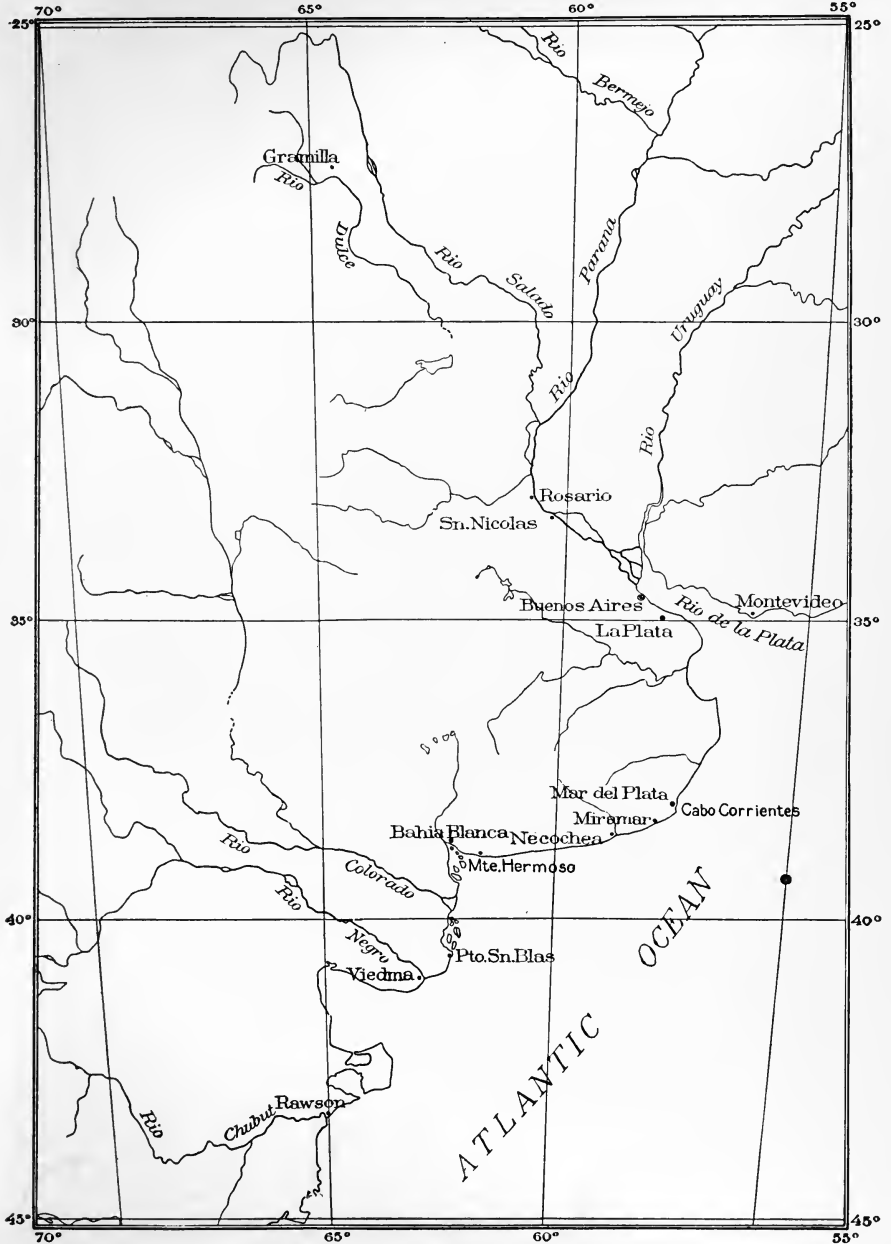 70° 65° 60° 55°
25° 25°
Rio Bermejo
Gramilla
Rio Dulce
Rio Salado
Rio Parana
Rio Uruguay
30° 30°
Rosario
Sn. Nicolas
Buenos Aires
Montevideo
Rio de la Plata
La Plata
35° 35°
Mar del Plata
Cabo Corrientes
Miramar
Bahia Blanca
Necochea
Mte. Hermoso
Rio Colorado
Rio Negro
40° 40°
Pto. Sn. Blas
Viedma
ATLANTIC OCEAN
Rio Chubut
Rawson
45° 45°
70° 65° 60° 55°